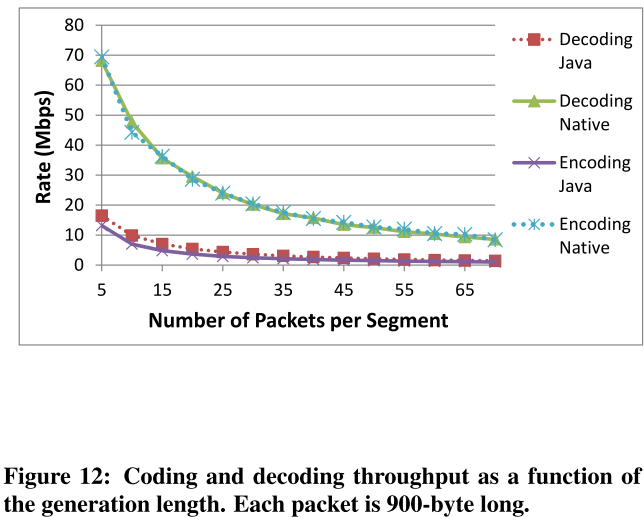 80
70
60
50
40
30
20
10
0
Rate (Mbps)
5
15
25
35
45
55
65
Number of Packets per Segment
Decoding
Java
Decoding
Native
Encoding
Java
Encoding
Native
Figure 12: Coding and decoding throughput as a function of
the generation length. Each packet is 900-byte long.